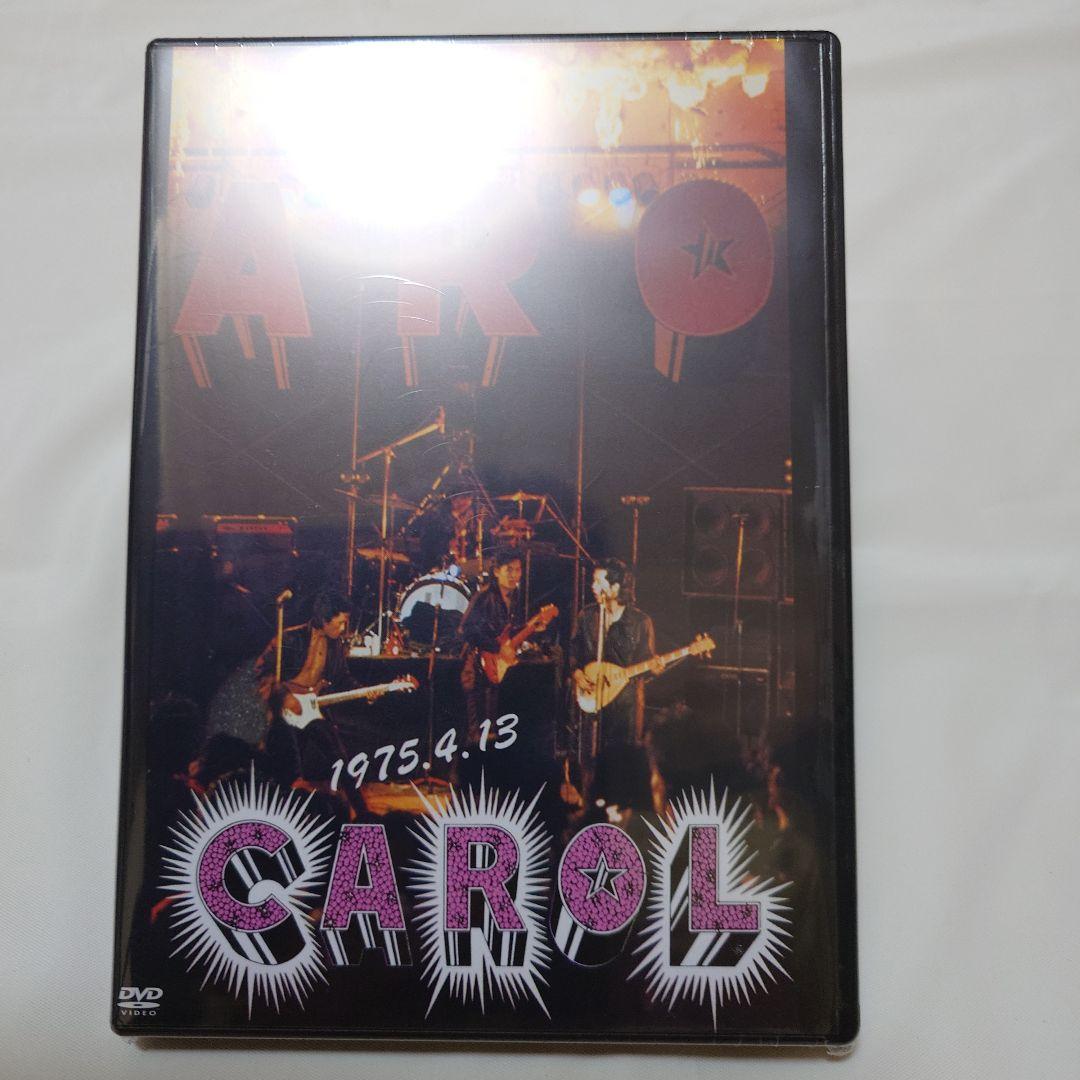 ARO
1975.4.13
CAROL
DVD
VIDEO